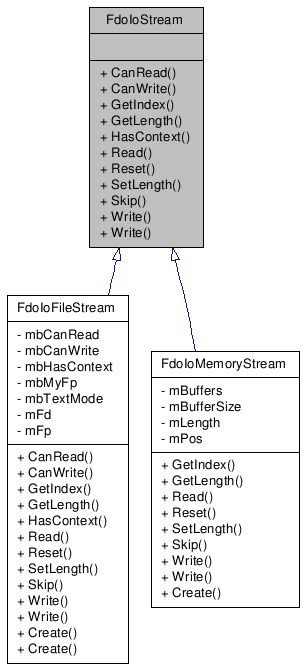 FdoIoStream
+ CanRead()
+ CanWrite()
+ GetIndex()
+ GetLength()
+ HasContext()
+ Read()
+ Reset()
+ SetLength()
+ Skip()
+ Write()
+ Write()
FdoIoFileStream
- mbCanRead
- mbCanWrite
- mbHasContext
- mbMyFp
- mbTextMode
- mFd
- mFp
+ CanRead()
+ CanWrite()
+ GetIndex()
+ GetLength()
+ HasContext()
+ Read()
+ Reset()
+ SetLength()
+ Skip()
+ Write()
+ Write()
+ Create()
+ Create()
FdoIoMemoryStream
- mBuffers
- mBufferSize
- mLength
- mPos
+ GetIndex()
+ GetLength()
+ Read()
+ Reset()
+ SetLength()
+ Skip()
+ Write()
+ Write()
+ Create()